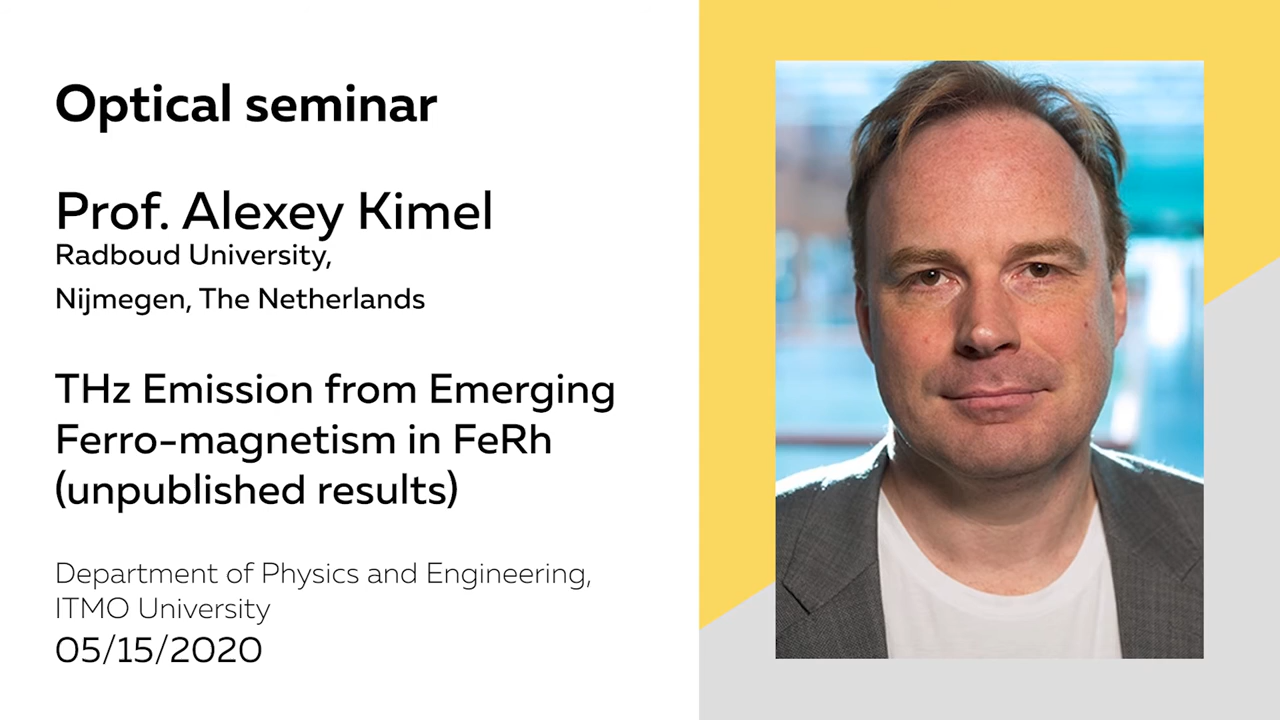 Optical seminar
Prof. Alexey Kimel
Radboud University,
Nijmegen, The Netherlands
THz Emission from Emerging
Ferro-magnetism in FeRh
(unpublished results)
Department of Physics and Engineering,
ITMO University
05/15/2020